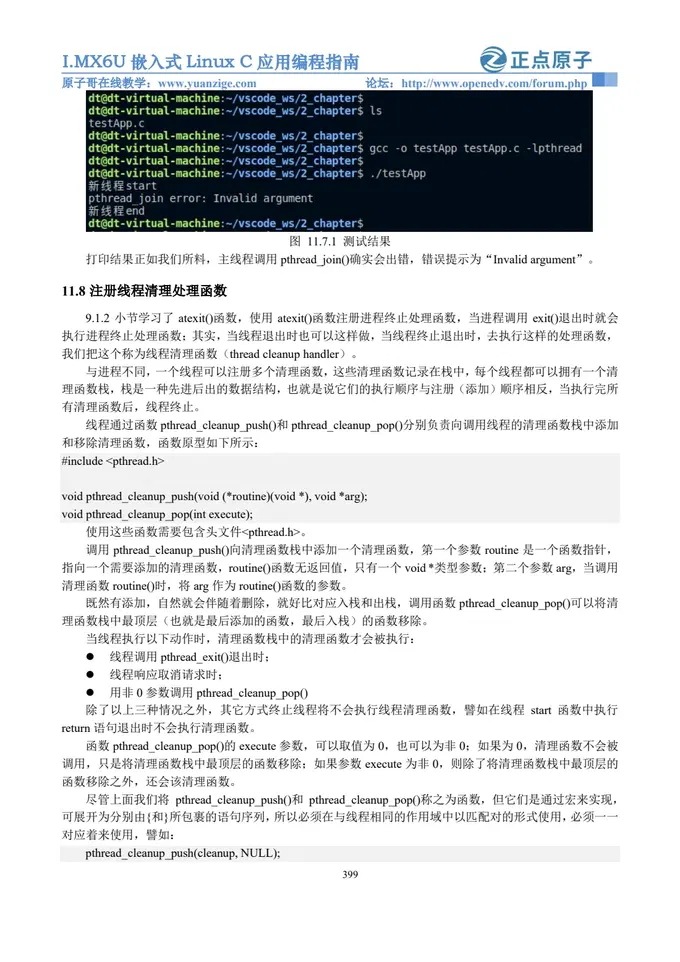 I.MX6U 嵌入式 Linux C 应用编程指南
正点原子
原子哥在线教学：www.yuanzige.com
论坛：http://www.openedv.com/forum.php
dt@dt-virtual-machine:~/vscode_ws/2_chapter$
dt@dt-virtual-machine:~/vscode_ws/2_chapter$ ls
testApp.c
dt@dt-virtual-machine:~/vscode_ws/2_chapter$
dt@dt-virtual-machine:~/vscode_ws/2_chapter$ gcc -o testApp testApp.c -lpthread
dt@dt-virtual-machine:~/vscode_ws/2_chapter$
dt@dt-virtual-machine:~/vscode_ws/2_chapter$ ./testApp
新线程start
pthread_join error: Invalid argument
新线程end
dt@dt-virtual-machine:~/vscode_ws/2_chapter$
图 11.7.1 测试结果
打印结果正如我们所料，主线程调用 pthread_join()确实会出错，错误提示为“Invalid argument”。
11.8 注册线程清理处理函数
9.1.2 小节学习了 atexit()函数，使用 atexit()函数注册进程终止处理函数，当进程调用 exit()退出时就会
执行进程终止处理函数；其实，当线程退出时也可以这样做，当线程终止退出时，去执行这样的处理函数，
我们把这个称为线程清理函数（thread cleanup handler）。
与进程不同，一个线程可以注册多个清理函数，这些清理函数记录在栈中，每个线程都可以拥有一个清
理函数栈，栈是一种先进后出的数据结构，也就是说它们的执行顺序与注册（添加）顺序相反，当执行完所
有清理函数后，线程终止。
线程通过函数 pthread_cleanup_push()和 pthread_cleanup_pop()分别负责向调用线程的清理函数栈中添加
和移除清理函数，函数原型如下所示：
#include <pthread.h>
void pthread_cleanup_push(void (*routine)(void *), void *arg);
void pthread_cleanup_pop(int execute);
使用这些函数需要包含头文件<pthread.h>。
调用 pthread_cleanup_push()向清理函数栈中添加一个清理函数，第一个参数 routine 是一个函数指针，
指向一个需要添加的清理函数，routine()函数无返回值，只有一个 void *类型参数；第二个参数 arg，当调用
清理函数 routine()时，将 arg 作为 routine()函数的参数。
既然有添加，自然就会伴随着删除，就好比对应入栈和出栈，调用函数 pthread_cleanup_pop()可以将清
理函数栈中最顶层（也就是最后添加的函数，最后入栈）的函数移除。
当线程执行以下动作时，清理函数栈中的清理函数才会被执行：
● 线程调用 pthread_exit()退出时；
● 线程响应取消请求时；
● 用非 0 参数调用 pthread_cleanup_pop()
除了以上三种情况之外，其它方式终止线程将不会执行线程清理函数，譬如在线程 start 函数中执行
return 语句退出时不会执行清理函数。
函数 pthread_cleanup_pop()的 execute 参数，可以取值为 0，也可以为非 0；如果为 0，清理函数不会被
调用，只是将清理函数栈中最顶层的函数移除；如果参数 execute 为非 0，则除了将清理函数栈中最顶层的
函数移除之外，还会该清理函数。
尽管上面我们将 pthread_cleanup_push()和 pthread_cleanup_pop()称之为函数，但它们是通过宏来实现，
可展开为分别由{和}所包裹的语句序列，所以必须在与线程相同的作用域中以匹配对的形式使用，必须一一
对应着来使用，譬如：
pthread_cleanup_push(cleanup, NULL);
399